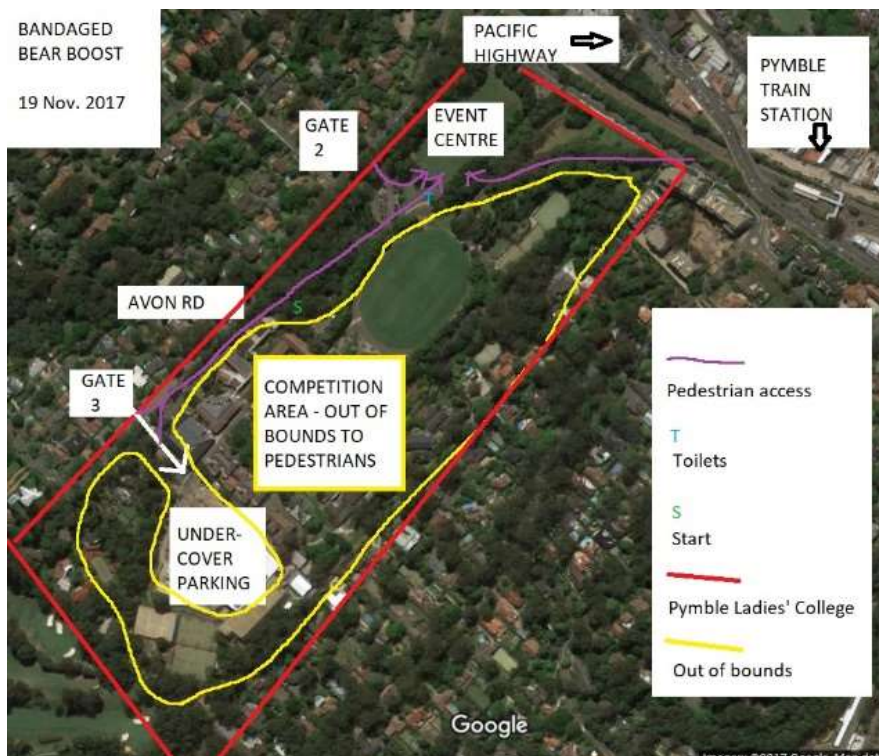 BANDAGED
BEAR BOOST
19 Nov. 2017
PACIFIC
HIGHWAY
PYMBLE
TRAIN
STATION
GATE
2
EVENT
CENTRE
T
S
AVON RD
GATE
3
COMPETITION
AREA - OUT OF
BOUNDS TO
PEDESTRIANS
UNDER-
COVER
PARKING
Pedestrian access
T
Toilets
S
Start
Pymble Ladies' College
Out of bounds
Google